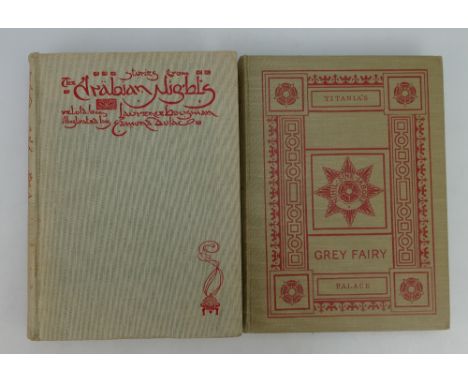 Stories from
The Arabian Nights
retold by Laurence Housman
illustrated by Edmund Dulac
TITANIA'S
GREY FAIRY
PALACE